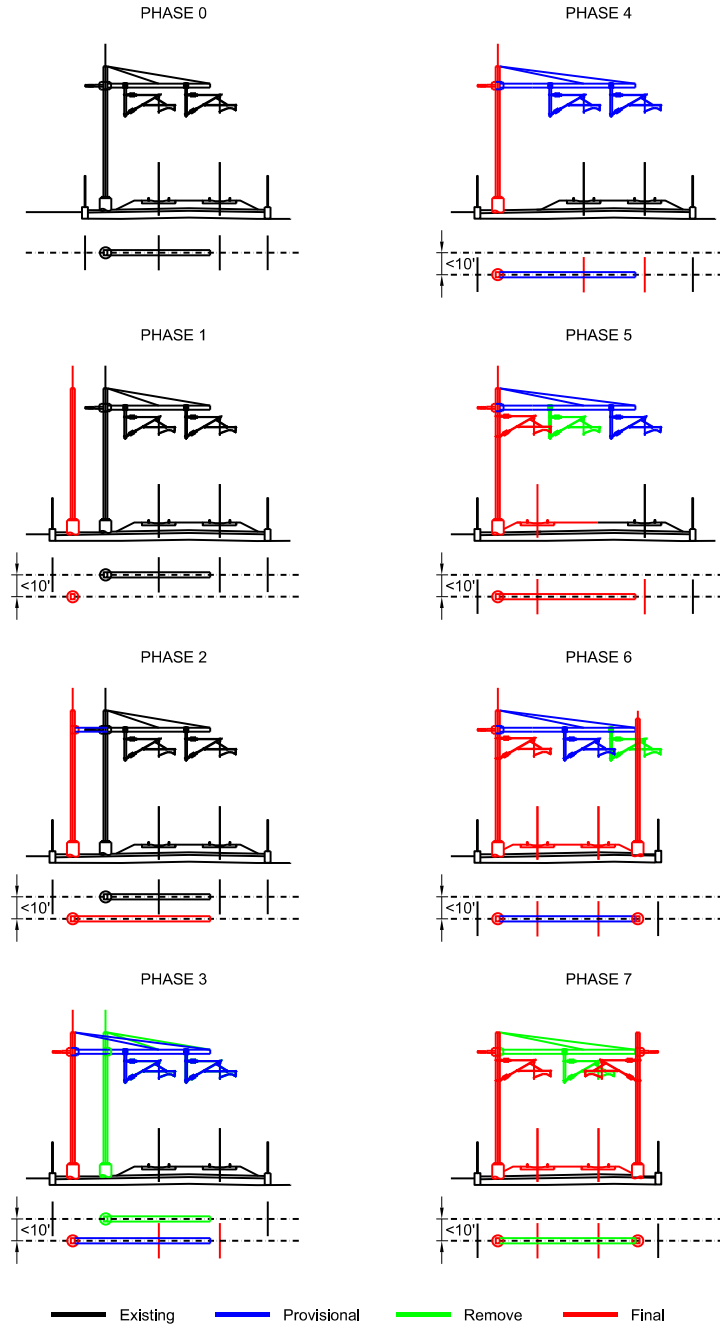 PHASE 0
PHASE 4
<10'
PHASE 1
PHASE 5
<10'
<10'
PHASE 2
PHASE 6
<10'
<10'
PHASE 3
PHASE 7
<10'
<10'
Existing
Provisional
Remove
Final